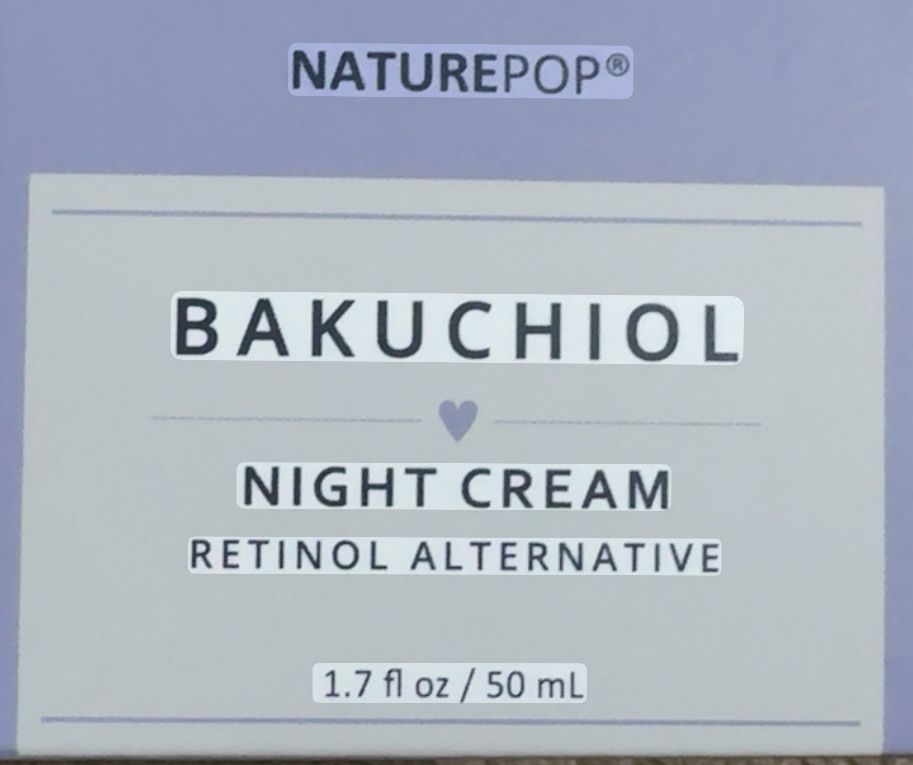 NATUREPOP®
BAKUCHIOL
NIGHT CREAM
RETINOL ALTERNATIVE
1.7 fl oz / 50 mL